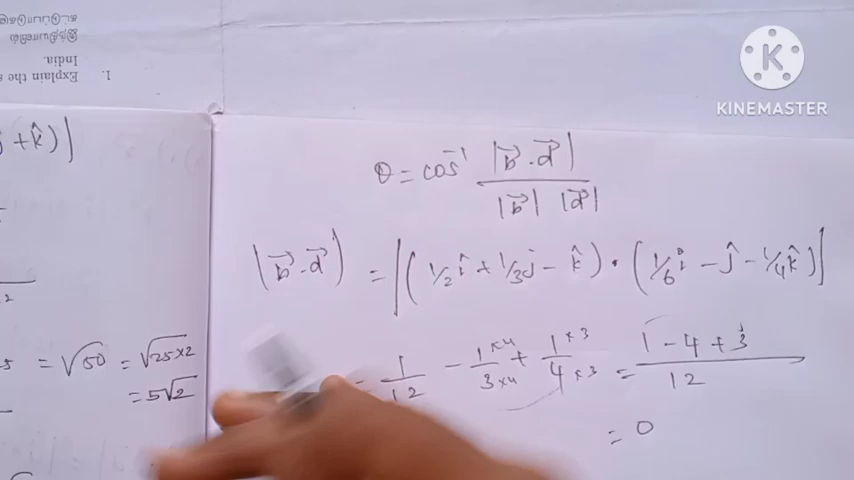 1. Explain the s
India.
இந்தியாவில்
KINEMASTER
+ k̂)|
θ = cos⁻¹ |b⃗ . d⃗| / |b⃗| |d⃗|
|b⃗ . d⃗| = |(1/2 î + 1/3 ĵ - k̂) · (1/6 î - ĵ - 1/4 k̂)|
= √50 = √25×2
= 5√2
= 1/12 - 1×4/3×4 + 1×3/4×3 = 1 - 4 + 3 / 12
= 0